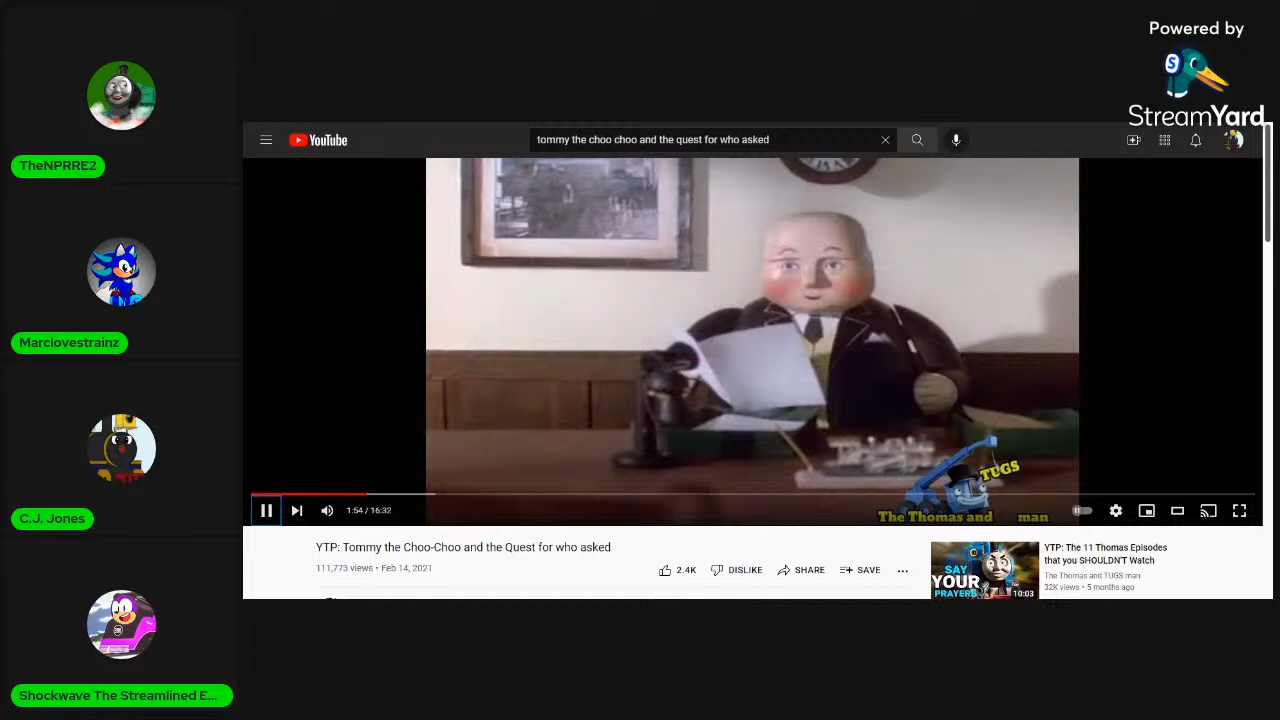 Powered by
StreamYard
TheNPRRE2
Marclovestrainz
C.J. Jones
Shockwave The Streamlined E...
YouTube
tommy the choo choo and the quest for who asked
TUGS
The Thomas and man
1:54 / 16:32
YTP: Tommy the Choo-Choo and the Quest for who asked
111,773 views • Feb 14, 2021
2.4K
DISLIKE
SHARE
SAVE
SAY
YOUR
PRAYERS
10:03
YTP: The 11 Thomas Episodes
that you SHOULDN'T Watch
The Thomas and TUGS man
32K views • 5 months ago